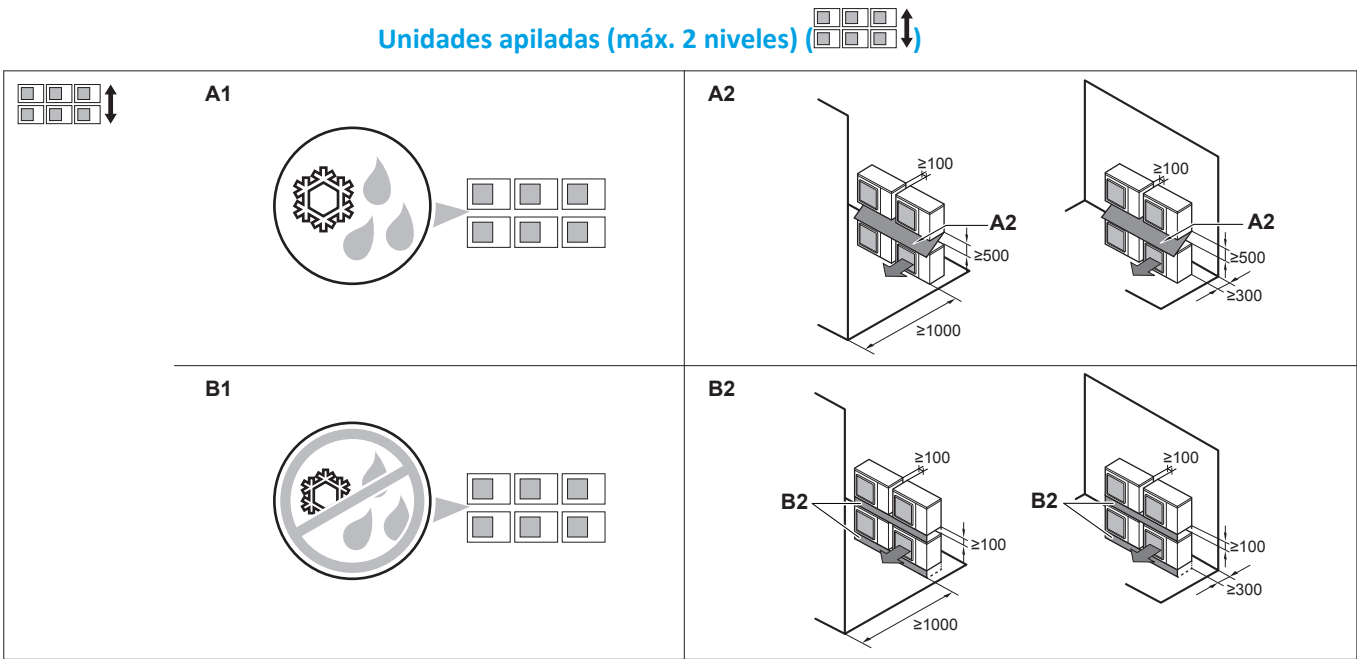 Unidades apiladas (máx. 2 niveles) ( )
A1
A2
≥100
A2
≥500
≥1000
≥100
A2
≥500
≥300
B1
B2
≥100
B2
≥100
≥1000
≥100
B2
≥100
≥300